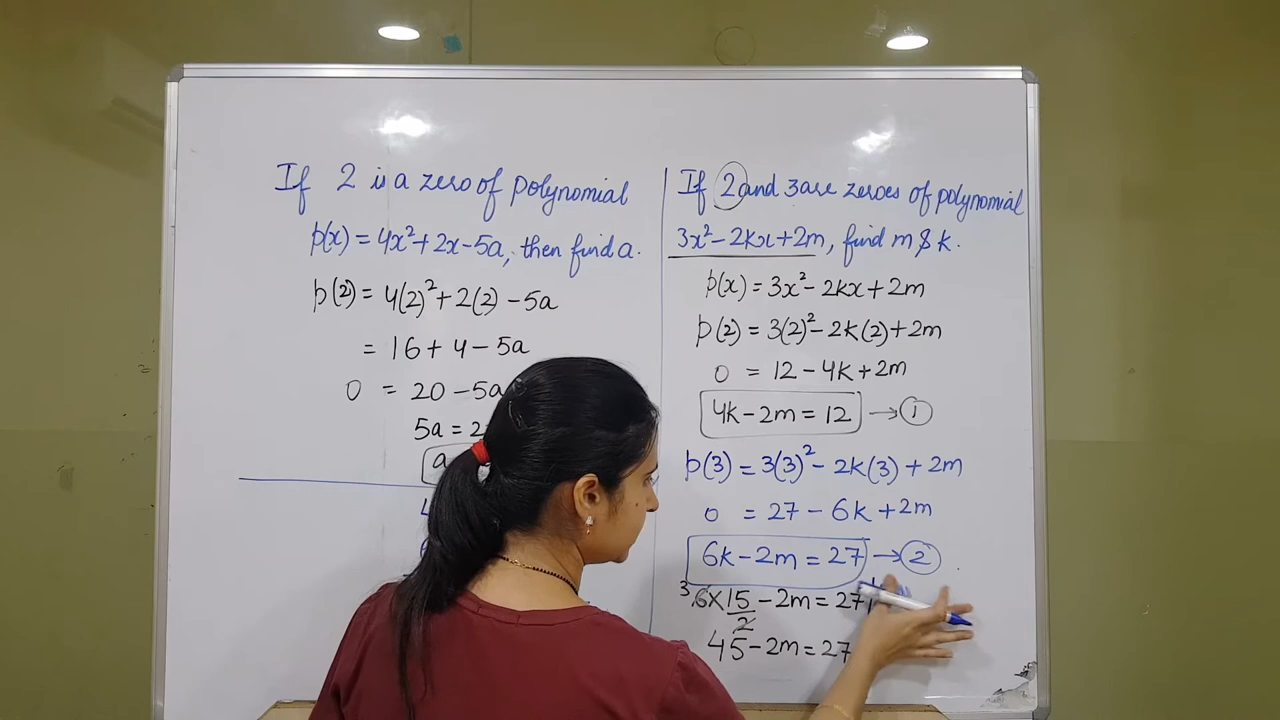 If 2 is a zero of polynomial
p(x) = 4x² + 2x - 5a, then find a.
p(2) = 4(2)² + 2(2) - 5a
= 16 + 4 - 5a
0 = 20 - 5a
5a = 2
a
If 2 and 3 are zeroes of polynomial
3x² - 2kx + 2m, find m & k.
p(x) = 3x² - 2kx + 2m
p(2) = 3(2)² - 2k(2) + 2m
0 = 12 - 4k + 2m
4k - 2m = 12 → ①
p(3) = 3(3)² - 2k(3) + 2m
0 = 27 - 6k + 2m
6k - 2m = 27 → ②
3 6 × 15/2 - 2m = 27
45 - 2m = 27